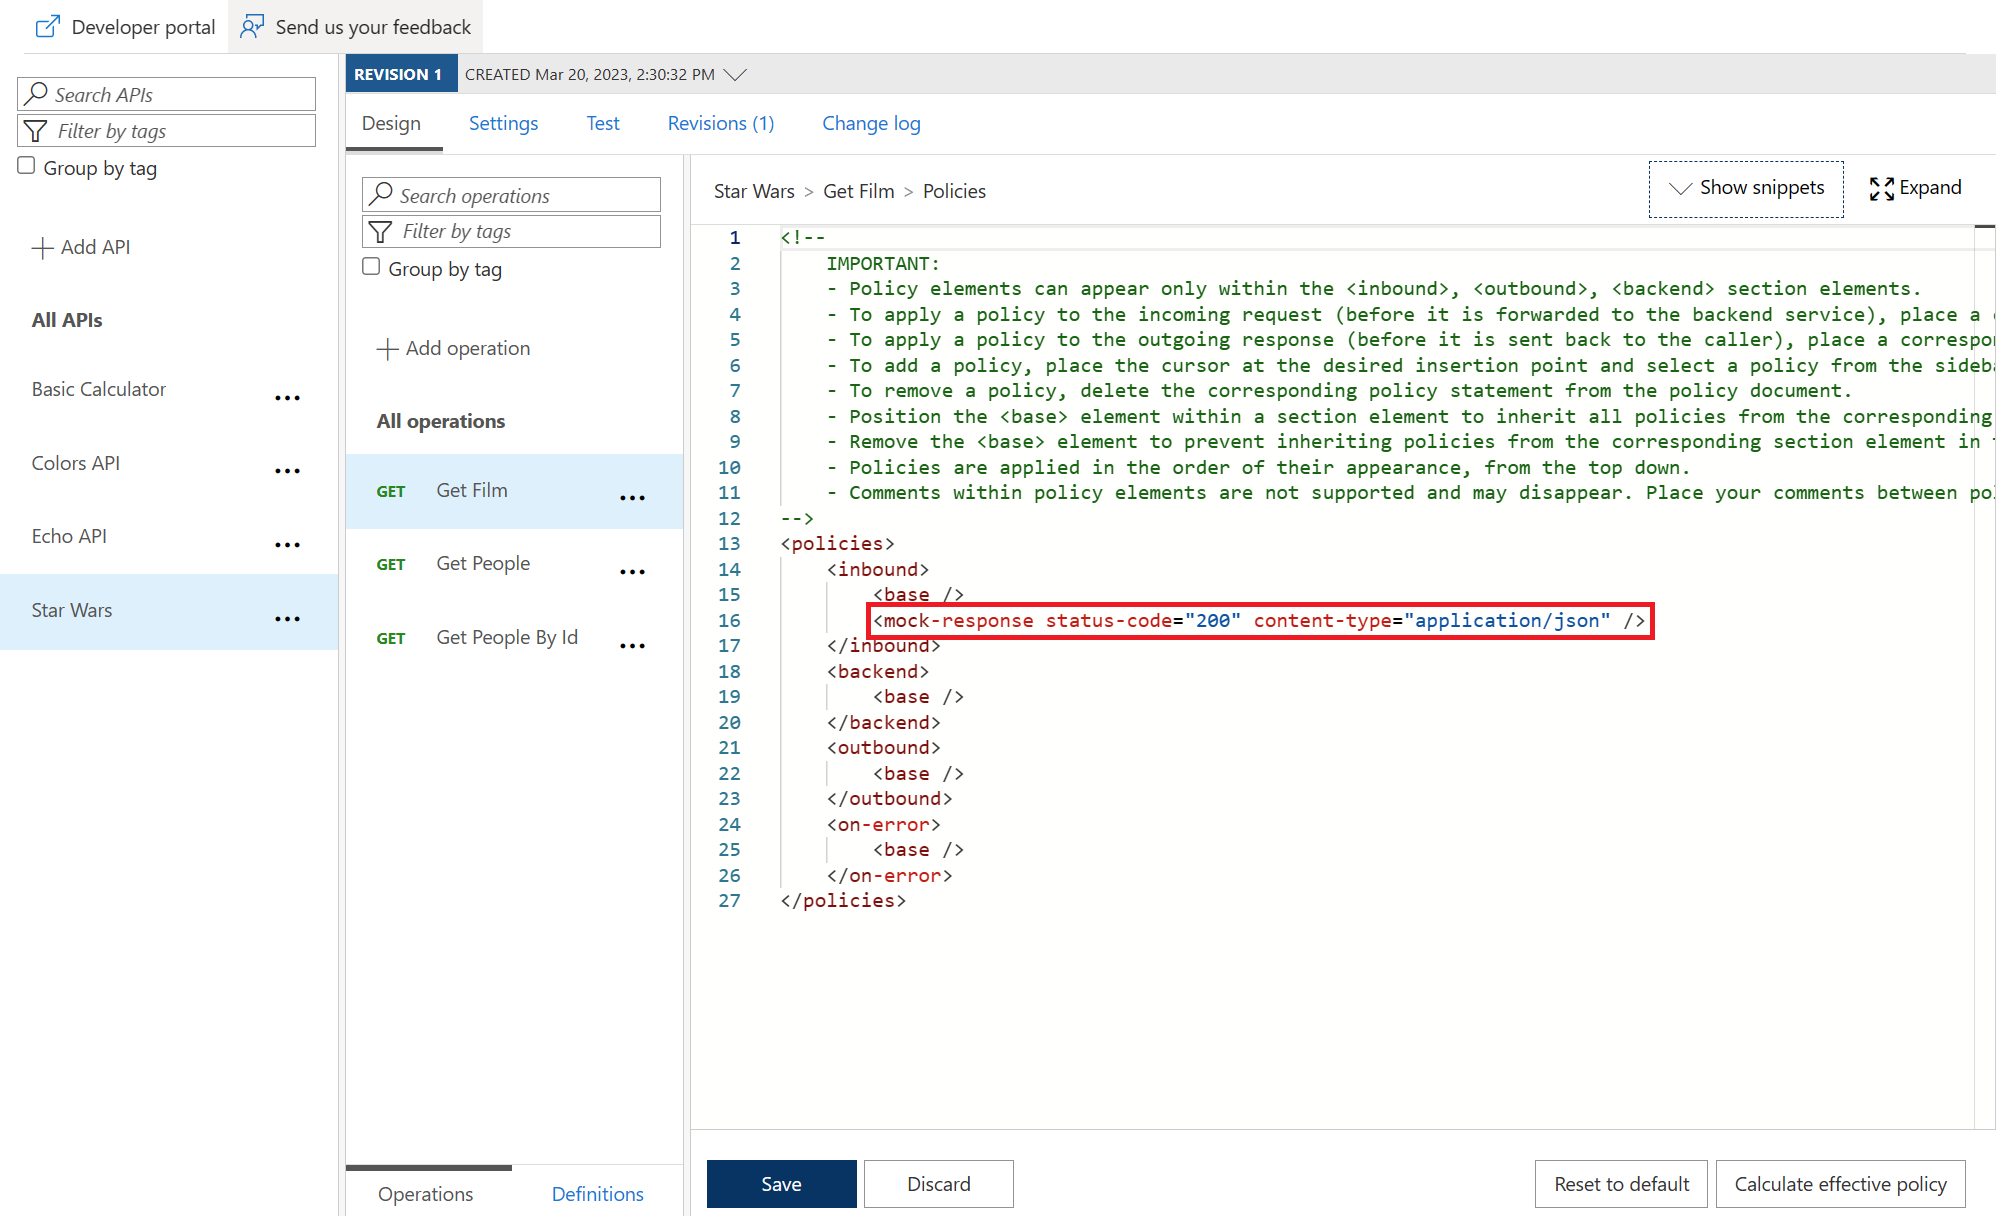 Developer portal
Send us your feedback
Search APIs
Filter by tags
Group by tag
Add API
All APIs
Basic Calculator
Colors API
Echo API
Star Wars
REVISION 1
CREATED Mar 20, 2023, 2:30:32 PM
Design
Settings
Test
Revisions (1)
Change log
Search operations
Filter by tags
Group by tag
Add operation
All operations
GET Get Film
GET Get People
GET Get People By Id
Operations
Definitions
Star Wars > Get Film > Policies
Show snippets
Expand
1 <!--
2 IMPORTANT:
3 - Policy elements can appear only within the <inbound>, <outbound>, <backend> section elements.
4 - To apply a policy to the incoming request (before it is forwarded to the backend service), place a
5 - To apply a policy to the outgoing response (before it is sent back to the caller), place a correspo
6 - To add a policy, place the cursor at the desired insertion point and select a policy from the sideb
7 - To remove a policy, delete the corresponding policy statement from the policy document.
8 - Position the <base> element within a section element to inherit all policies from the corresponding
9 - Remove the <base> element to prevent inheriting policies from the corresponding section element in
10 - Policies are applied in the order of their appearance, from the top down.
11 - Comments within policy elements are not supported and may disappear. Place your comments between po
12 -->
13 <policies>
14 <inbound>
15 <base />
16 <mock-response status-code="200" content-type="application/json" />
17 </inbound>
18 <backend>
19 <base />
20 </backend>
21 <outbound>
22 <base />
23 </outbound>
24 <on-error>
25 <base />
26 </on-error>
27 </policies>
Save
Discard
Reset to default
Calculate effective policy